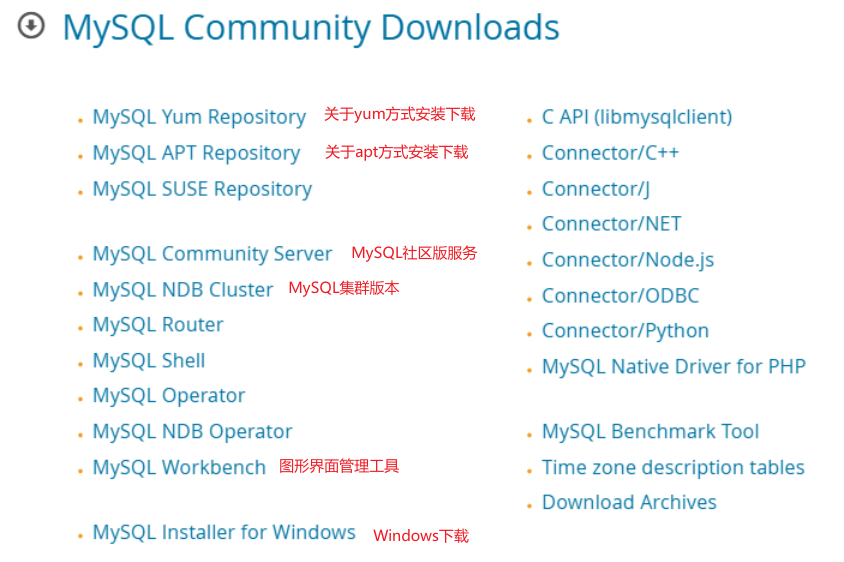 MySQL Community Downloads
MySQL Yum Repository 关于yum方式安装下载
MySQL APT Repository 关于apt方式安装下载
MySQL SUSE Repository
MySQL Community Server MySQL社区版服务
MySQL NDB Cluster MySQL集群版本
MySQL Router
MySQL Shell
MySQL Operator
MySQL NDB Operator
MySQL Workbench 图形界面管理工具
MySQL Installer for Windows Windows下载
C API (libmysqlclient)
Connector/C++
Connector/J
Connector/NET
Connector/Node.js
Connector/ODBC
Connector/Python
MySQL Native Driver for PHP
MySQL Benchmark Tool
Time zone description tables
Download Archives